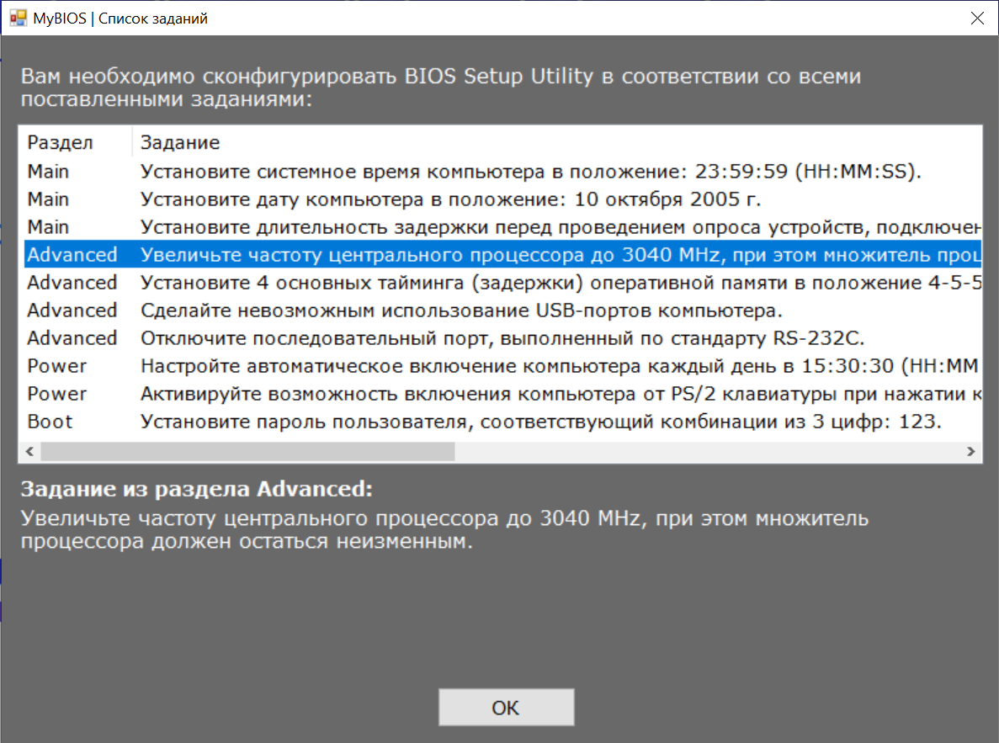 MyBIOS | Список заданий
Вам необходимо сконфигурировать BIOS Setup Utility в соответствии со всеми
поставленными заданиями:
Раздел Задание
Main Установите системное время компьютера в положение: 23:59:59 (HH:MM:SS).
Main Установите дату компьютера в положение: 10 октября 2005 г.
Main Установите длительность задержки перед проведением опроса устройств, подключен
Advanced Увеличьте частоту центрального процессора до 3040 MHz, при этом множитель проц
Advanced Установите 4 основных тайминга (задержки) оперативной памяти в положение 4-5-5
Advanced Сделайте невозможным использование USB-портов компьютера.
Advanced Отключите последовательный порт, выполненный по стандарту RS-232C.
Power Настройте автоматическое включение компьютера каждый день в 15:30:30 (HH:MM
Power Активируйте возможность включения компьютера от PS/2 клавиатуры при нажатии к
Boot Установите пароль пользователя, соответствующий комбинации из 3 цифр: 123.
Задание из раздела Advanced:
Увеличьте частоту центрального процессора до 3040 MHz, при этом множитель
процессора должен остаться неизменным.
OK